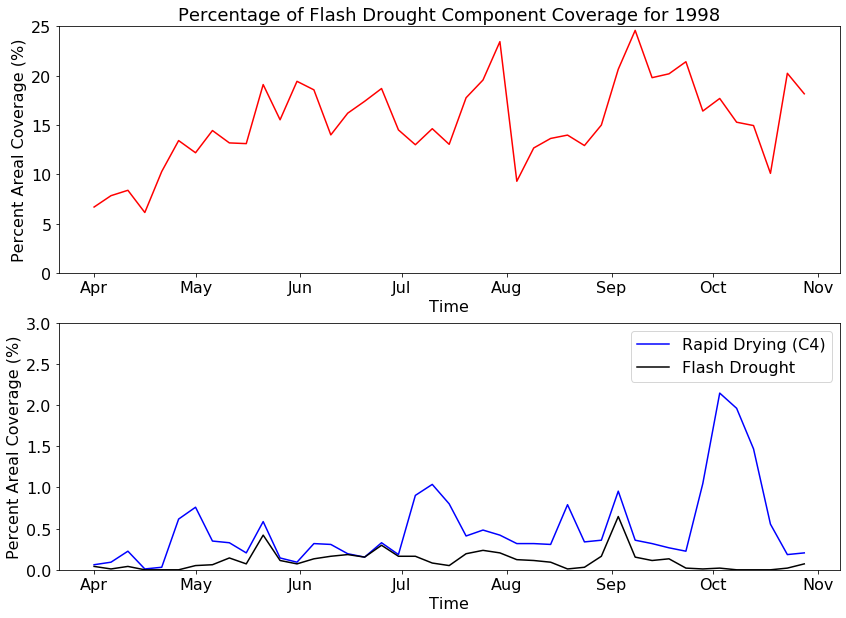 Percentage of Flash Drought Component Coverage for 1998
Percent Areal Coverage (%)
25
20
15
10
5
0
Apr May Jun Jul Aug Sep Oct Nov
Time
Percent Areal Coverage (%)
3.0
2.5
2.0
1.5
1.0
0.5
0.0
Rapid Drying (C4)
Flash Drought
Apr May Jun Jul Aug Sep Oct Nov
Time